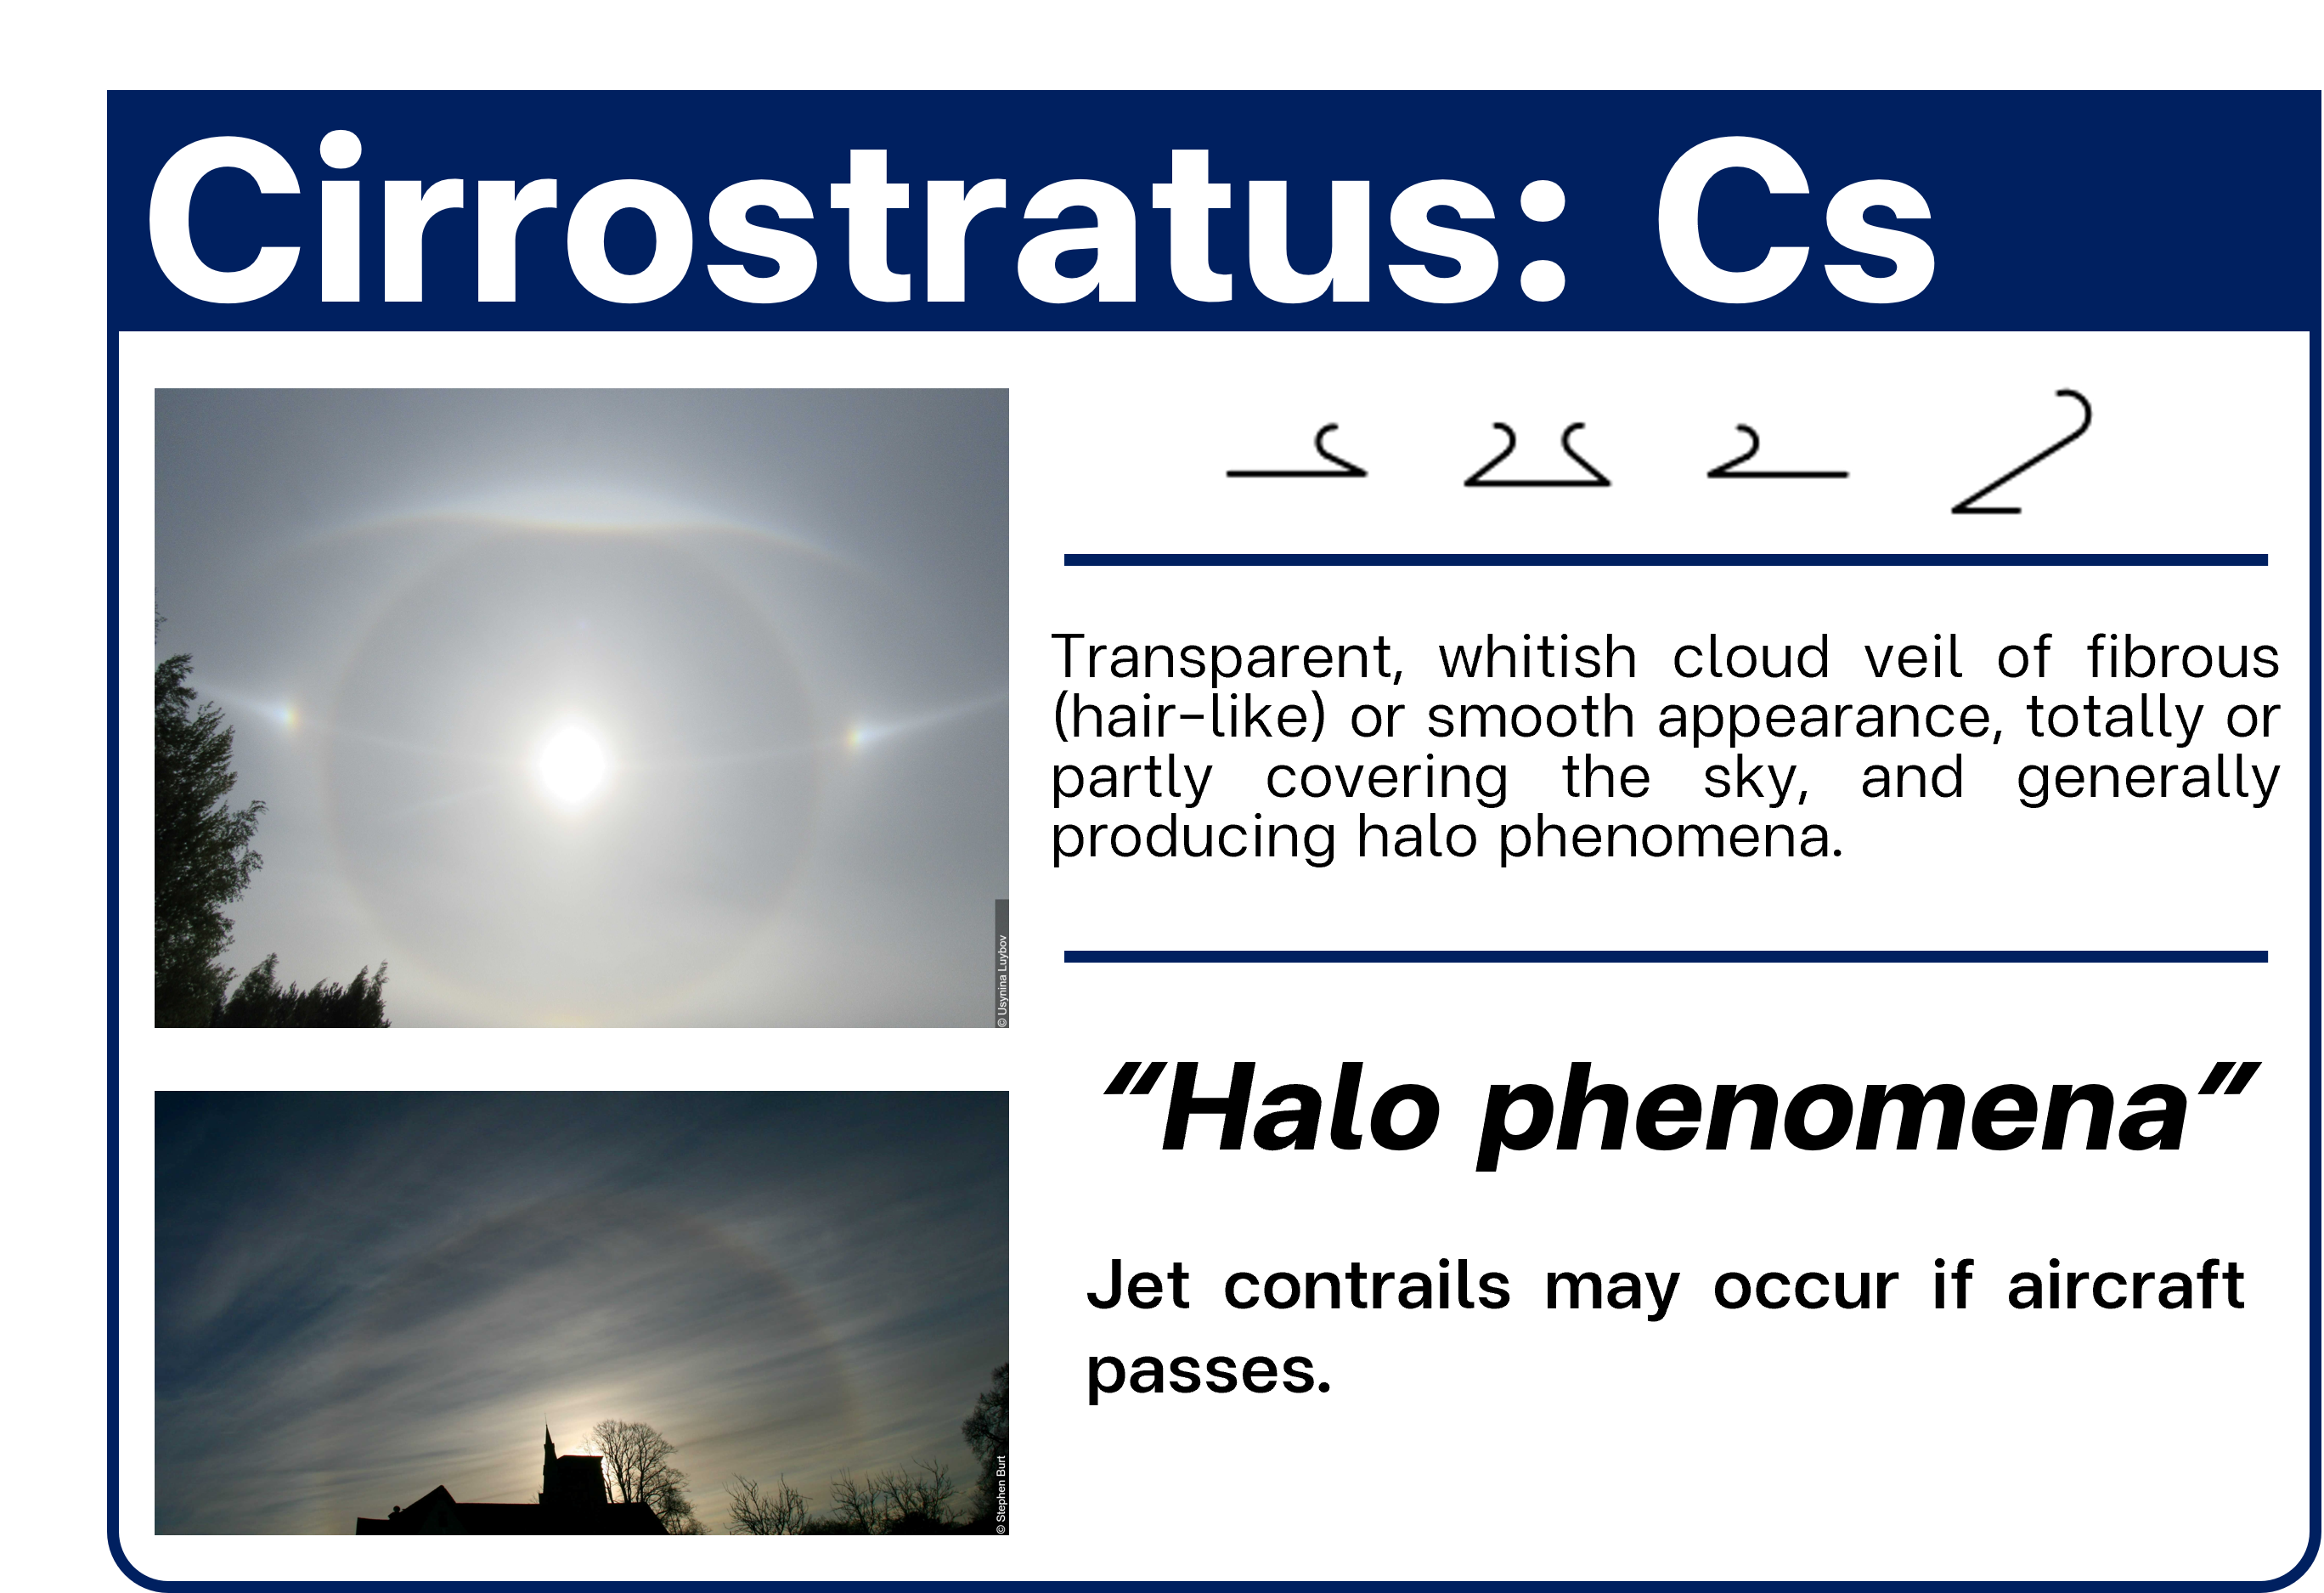 Cirrostratus: Cs
Transparent, whitish cloud veil of fibrous
(hair-like) or smooth appearance, totally or
partly covering the sky, and generally
producing halo phenomena.
© Usynina Luybov
"Halo phenomena"
Jet contrails may occur if aircraft
passes.
© Stephen Burt